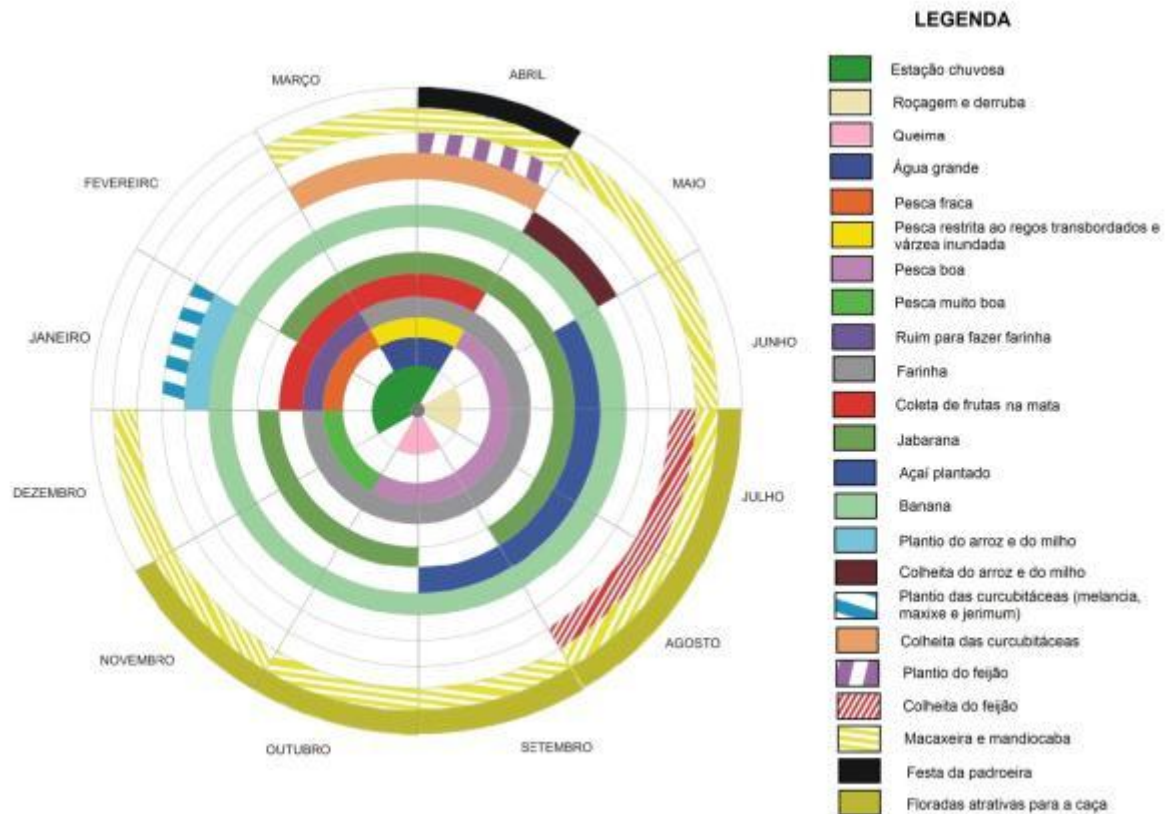 LEGENDA
MARÇO
ABRIL
FEVEREIRC
MAIO
JANEIRO
JUNHO
DEZEMBRO
JULHO
NOVEMBRO
AGOSTO
OUTUBRO
SETEMBRO
Estação chuvosa
Roçagem e derruba
Queima
Água grande
Pesca fraca
Pesca restrita ao regos transbordados e
várzea inundada
Pesca boa
Pesca muito boa
Ruim para fazer farinha
Farinha
Coleta de frutas na mata
Jabarana
Açaí plantado
Banana
Plantio do arroz e do milho
Colheita do arroz e do milho
Plantio das curcubitáceas (melancia,
maxixe e jerimum)
Colheita das curcubitáceas
Plantio do feijão
Colheita do feijão
Macaxeira e mandiocaba
Festa da padroeira
Floradas atrativas para a caça